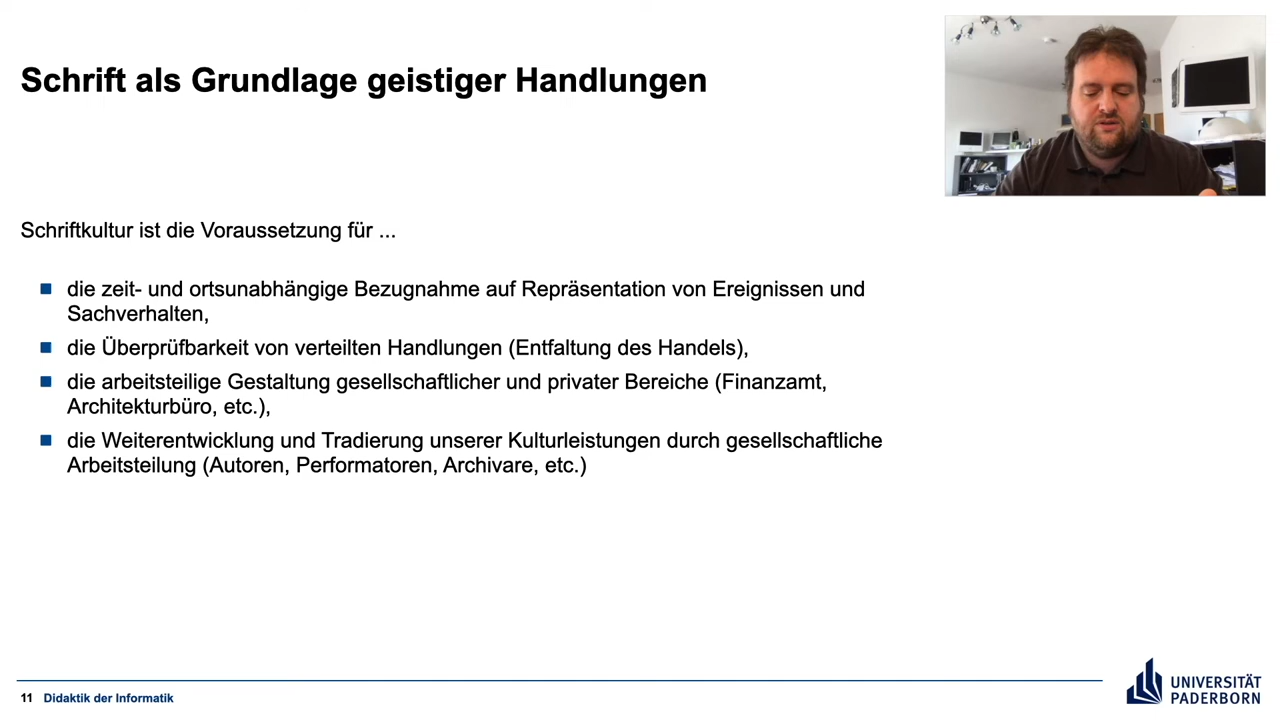 Schrift als Grundlage geistiger Handlungen
Schriftkultur ist die Voraussetzung für ...
die zeit- und ortsunabhängige Bezugnahme auf Repräsentation von Ereignissen und
Sachverhalten,
die Überprüfbarkeit von verteilten Handlungen (Entfaltung des Handels),
die arbeitsteilige Gestaltung gesellschaftlicher und privater Bereiche (Finanzamt,
Architekturbüro, etc.),
die Weiterentwicklung und Tradierung unserer Kulturleistungen durch gesellschaftliche
Arbeitsteilung (Autoren, Performatoren, Archivare, etc.)
11 Didaktik der Informatik
UNIVERSITÄT
PADERBORN